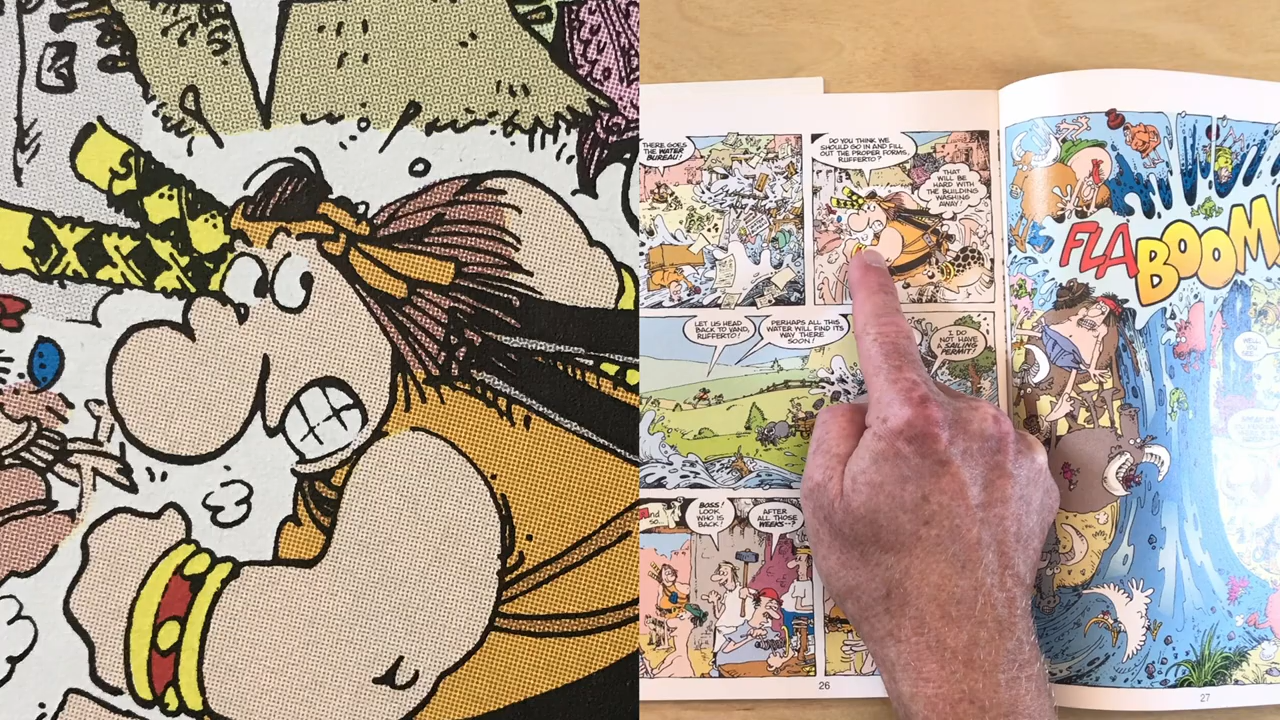 THERE GOES
THE WATER
BUREAU!
DO YOU THINK WE
SHOULD GO IN AND FILL
OUT THE PROPER FORMS,
RUFFERTO?
THAT
WILL BE
HARD WITH
THE BUILDING
WASHING
AWAY!
LET US HEAD
BACK TO YAND,
RUFFERTO!
PERHAPS ALL THIS
WATER WILL FIND ITS
WAY THERE
SOON!
I DO
NOT HAVE
A SAILING
PERMIT?
And
SO...
BOSS!
LOOK
WHO IS
BACK!
AFTER
ALL THOSE
WEEKS--?
26
FLABOOM!
27